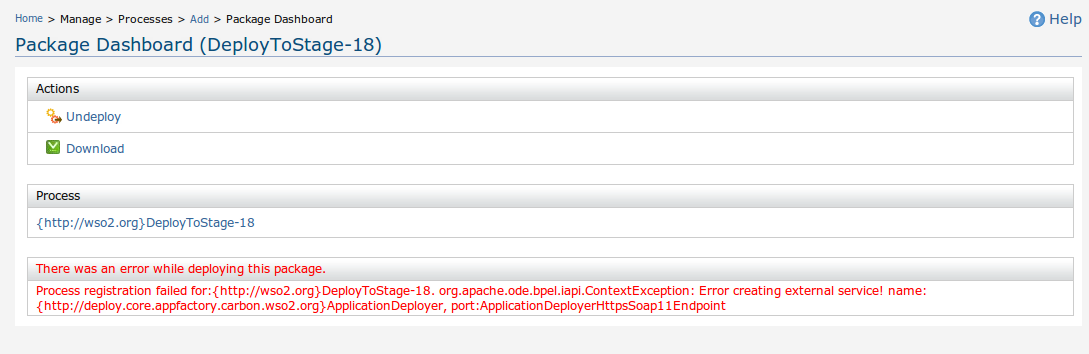 Home > Manage > Processes > Add > Package Dashboard
Help
Package Dashboard (DeployToStage-18)
Actions
Undeploy
Download
Process
{http://wso2.org}DeployToStage-18
There was an error while deploying this package.
Process registration failed for:{http://wso2.org}DeployToStage-18. org.apache.ode.bpel.iapi.ContextException: Error creating external service! name:
{http://deploy.core.appfactory.carbon.wso2.org}ApplicationDeployer, port:ApplicationDeployerHttpsSoap11Endpoint